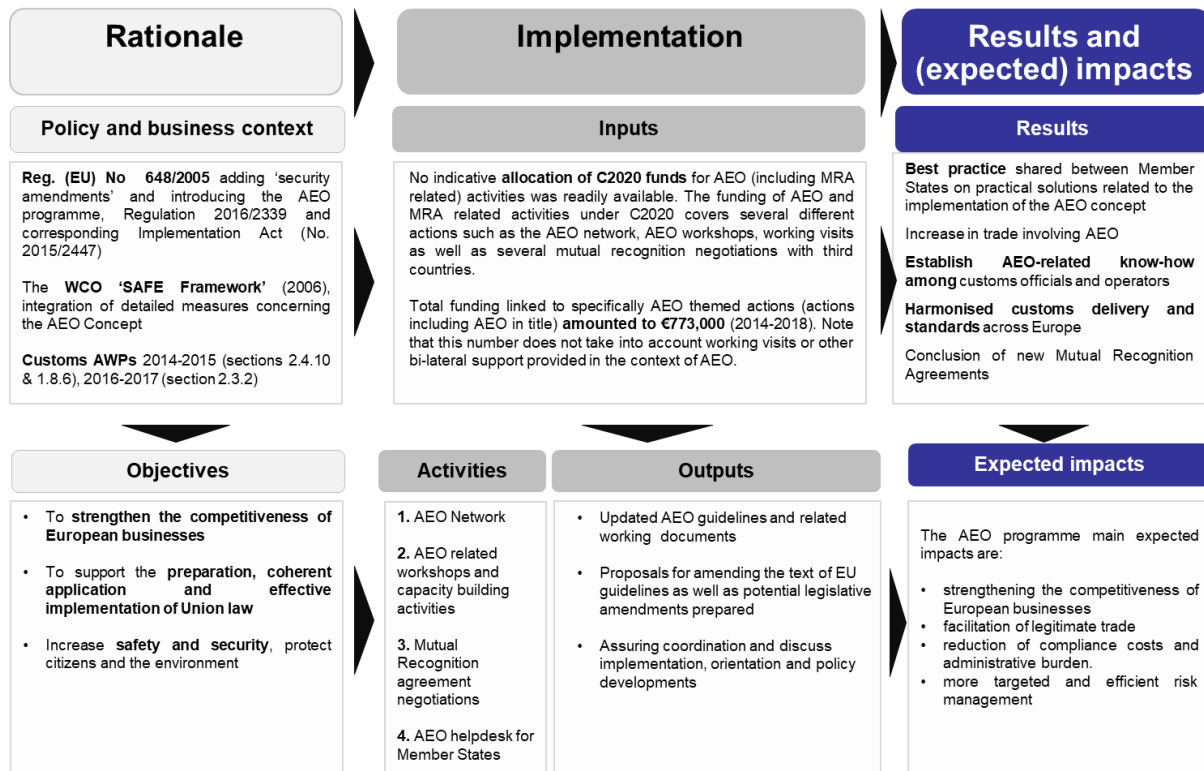 Rationale
Policy and business context
Reg. (EU) No 648/2005 adding ‘security
amendments’ and introducing the AEO
programme, Regulation 2016/2339 and
corresponding Implementation Act (No.
2015/2447)
The WCO ‘SAFE Framework’ (2006),
integration of detailed measures concerning
the AEO Concept
Customs AWPs 2014-2015 (sections 2.4.10
& 1.8.6), 2016-2017 (section 2.3.2)
Objectives
• To strengthen the competitiveness of
European businesses
• To support the preparation, coherent
application and effective
implementation of Union law
• Increase safety and security, protect
citizens and the environment
Implementation
Inputs
No indicative allocation of C2020 funds for AEO (including MRA
related) activities was readily available. The funding of AEO and
MRA related activities under C2020 covers several different
actions such as the AEO network, AEO workshops, working visits
as well as several mutual recognition negotiations with third
countries.
Total funding linked to specifically AEO themed actions (actions
including AEO in title) amounted to €773,000 (2014-2018). Note
that this number does not take into account working visits or other
bi-lateral support provided in the context of AEO.
Activities
1. AEO Network
2. AEO related
workshops and
capacity building
activities
3. Mutual
Recognition
agreement
negotiations
4. AEO helpdesk for
Member States
Outputs
• Updated AEO guidelines and related
working documents
• Proposals for amending the text of EU
guidelines as well as potential legislative
amendments prepared
• Assuring coordination and discuss
implementation, orientation and policy
developments
Results and
(expected) impacts
Results
Best practice shared between Member
States on practical solutions related to the
implementation of the AEO concept
Increase in trade involving AEO
Establish AEO-related know-how
among customs officials and operators
Harmonised customs delivery and
standards across Europe
Conclusion of new Mutual Recognition
Agreements
Expected impacts
The AEO programme main expected
impacts are:
• strengthening the competitiveness of
European businesses
• facilitation of legitimate trade
• reduction of compliance costs and
administrative burden.
• more targeted and efficient risk
management